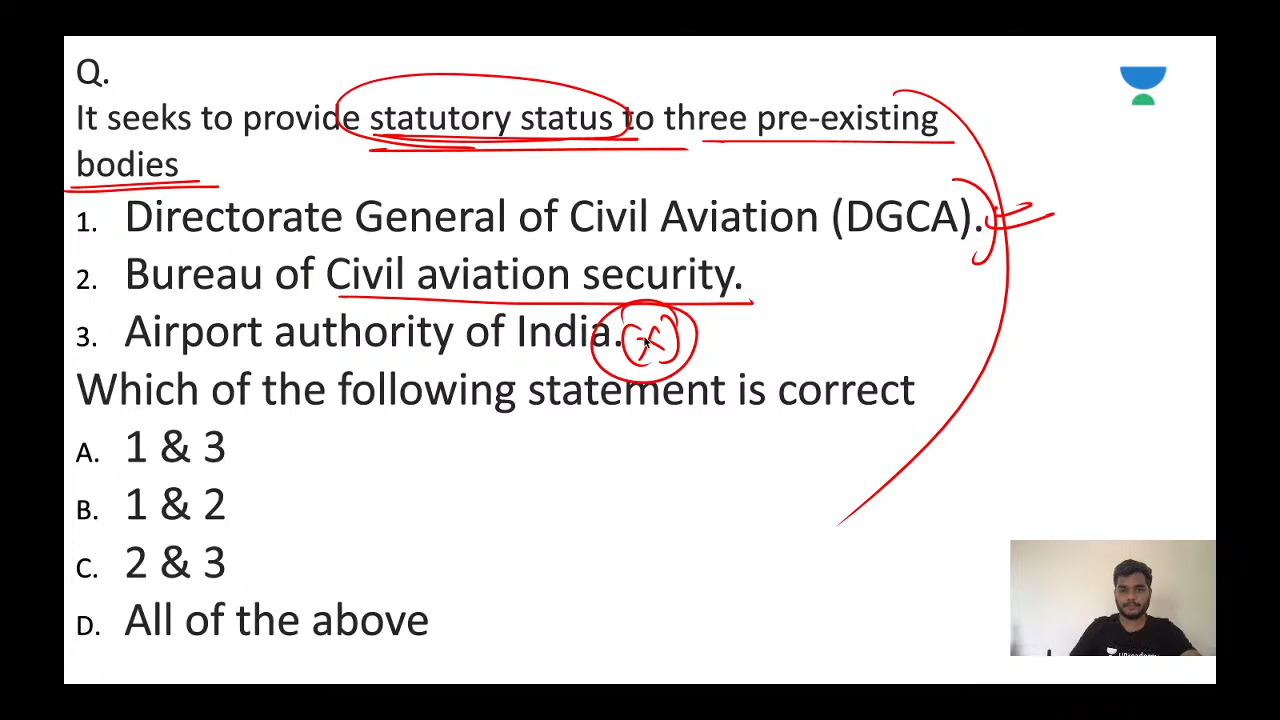 Q.
It seeks to provide statutory status to three pre-existing
bodies
1. Directorate General of Civil Aviation (DGCA).
2. Bureau of Civil aviation security.
3. Airport authority of India.
Which of the following statement is correct
A. 1 & 3
B. 1 & 2
C. 2 & 3
D. All of the above